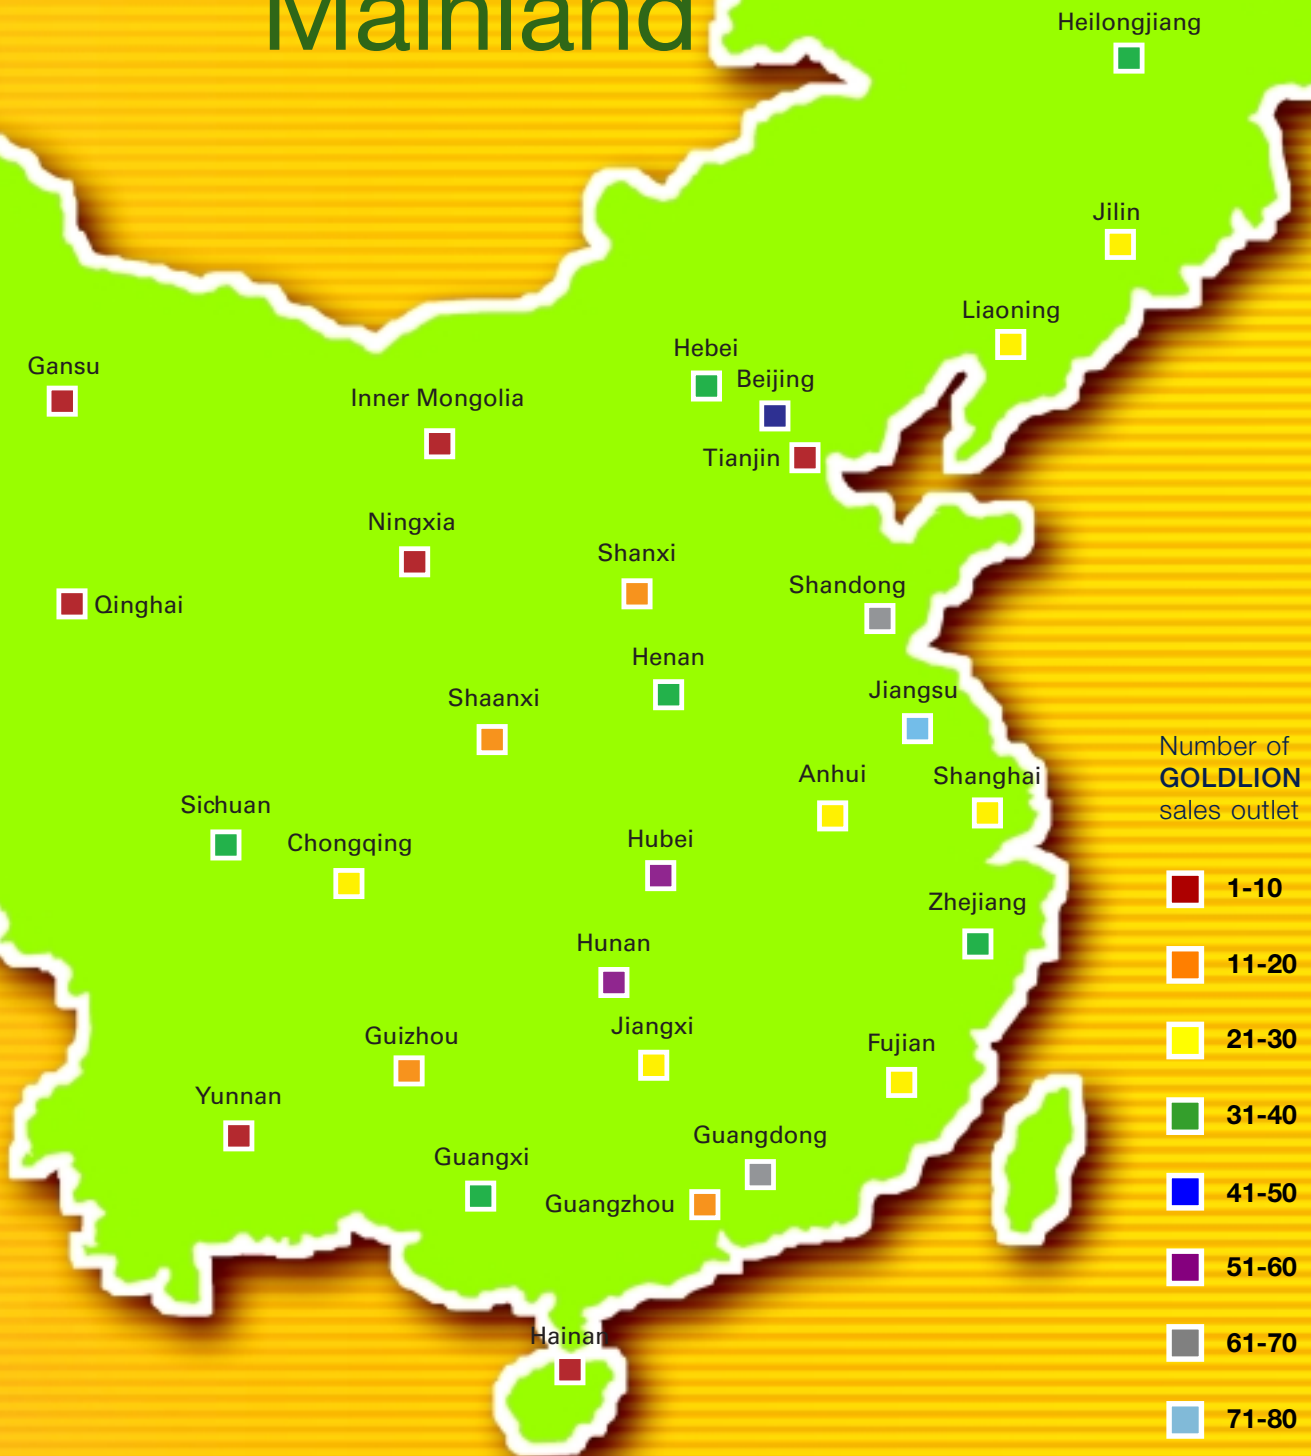 Mainland
Heilongjiang
Jilin
Liaoning
Hebei
Gansu
Beijing
Inner Mongolia
Tianjin
Ningxia
Shanxi
Shandong
Qinghai
Henan
Jiangsu
Shaanxi
Number of
GOLDLION
sales outlet
Anhui
Shanghai
Sichuan
Chongqing
Hubei
1-10
Zhejiang
Hunan
11-20
Jiangxi
Guizhou
Fujian
21-30
Yunnan
31-40
Guangdong
Guangxi
Guangzhou
41-50
51-60
Hainan
61-70
71-80